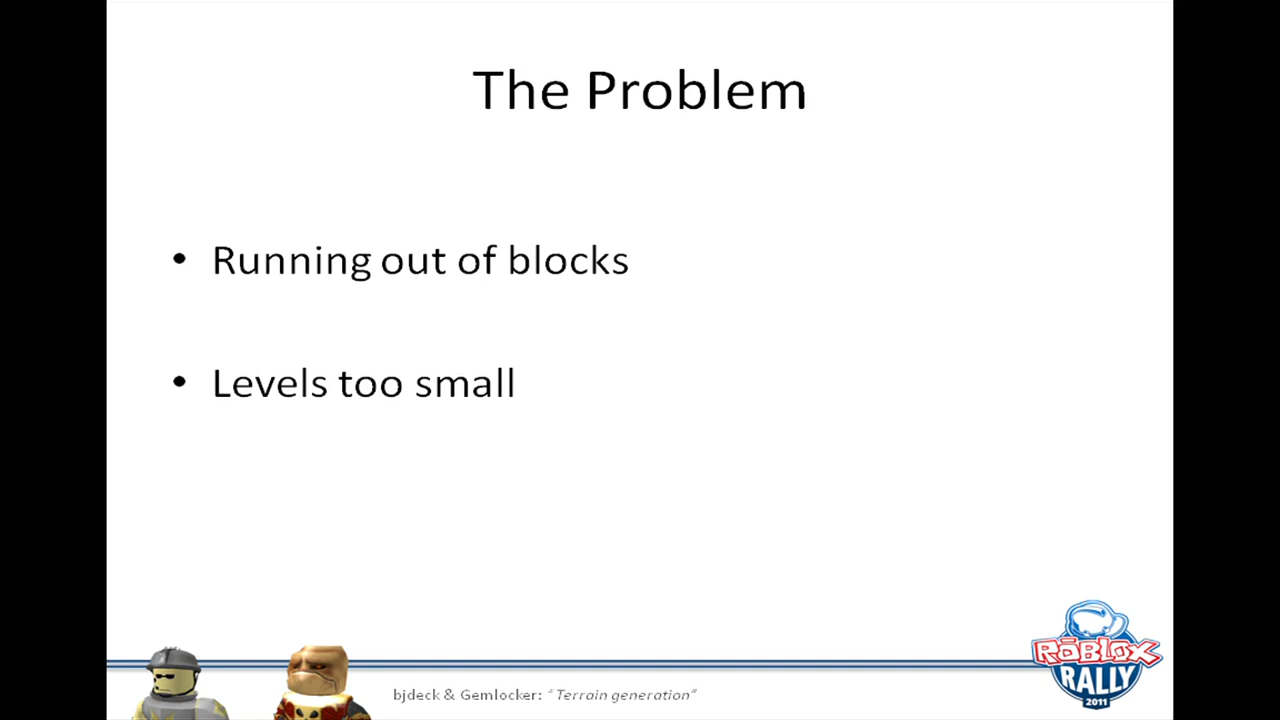 The Problem
• Running out of blocks
• Levels too small
bjdeck & Gemlocker: “Terrain generation”
ROBLOX
RALLY
2011